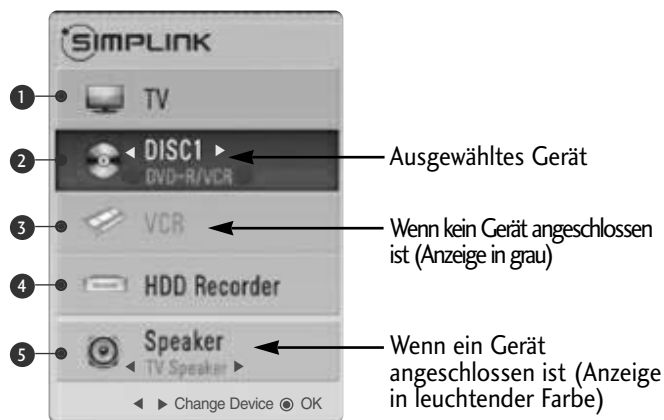 SIMPLINK
1 TV
2 ◄ DISC1 ►
DVD-R/VCR
Ausgewähltes Gerät
3 VCR
Wenn kein Gerät angeschlossen
ist (Anzeige in grau)
4 HDD Recorder
5 Speaker
◄ TV Speaker ►
Wenn ein Gerät
angeschlossen ist (Anzeige
in leuchtender Farbe)
◄ ► Change Device ◉ OK